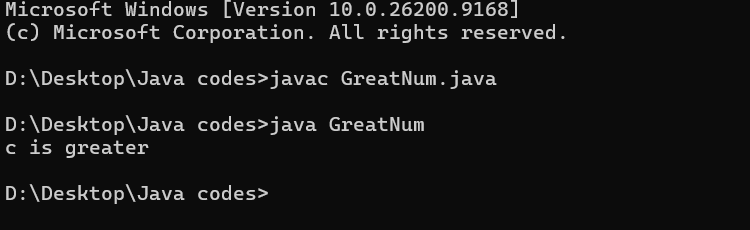 Microsoft Windows [Version 10.0.26200.9168]
(c) Microsoft Corporation. All rights reserved.
D:\Desktop\Java codes>javac GreatNum.java
D:\Desktop\Java codes>java GreatNum
c is greater
D:\Desktop\Java codes>